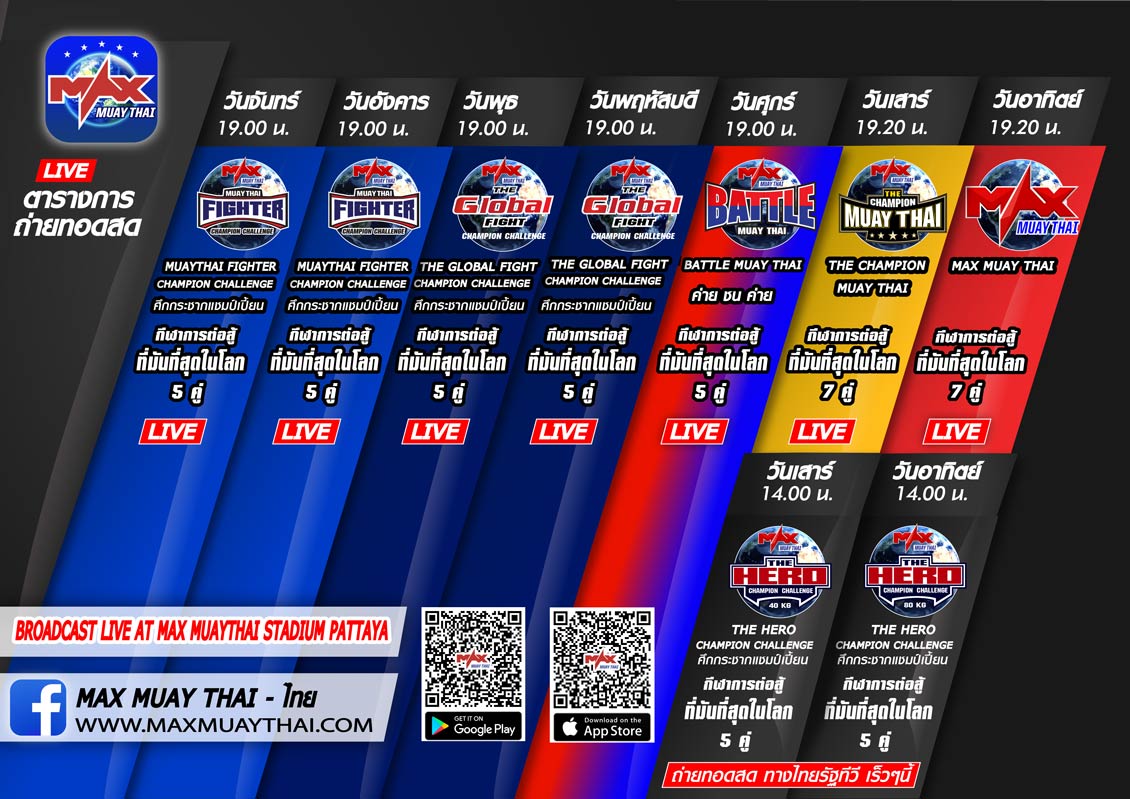 MAX
MUAY THAI
LIVE
ตารางการ
ถ่ายทอดสด
วันจันทร์
19.00 น.
MAX
MUAY THAI
MUAYTHAI
FIGHTER
CHAMPION CHALLENGE
MUAYTHAI FIGHTER
CHAMPION CHALLENGE
ศึกกระชากแชมป์เปี้ยน
กีฬาการต่อสู้
ที่มันที่สุดในโลก
5 คู่
LIVE
วันอังคาร
19.00 น.
MAX
MUAY THAI
MUAYTHAI
FIGHTER
CHAMPION CHALLENGE
MUAYTHAI FIGHTER
CHAMPION CHALLENGE
ศึกกระชากแชมป์เปี้ยน
กีฬาการต่อสู้
ที่มันที่สุดในโลก
5 คู่
LIVE
วันพุธ
19.00 น.
MAX
MUAY THAI
THE
Global
FIGHT
CHAMPION CHALLENGE
THE GLOBAL FIGHT
CHAMPION CHALLENGE
ศึกกระชากแชมป์เปี้ยน
กีฬาการต่อสู้
ที่มันที่สุดในโลก
5 คู่
LIVE
วันพฤหัสบดี
19.00 น.
MAX
MUAY THAI
THE
Global
FIGHT
CHAMPION CHALLENGE
THE GLOBAL FIGHT
CHAMPION CHALLENGE
ศึกกระชากแชมป์เปี้ยน
กีฬาการต่อสู้
ที่มันที่สุดในโลก
5 คู่
LIVE
วันศุกร์
19.00 น.
MAX
MUAY THAI
BATTLE
MUAY THAI
BATTLE MUAY THAI
ค่าย ชน ค่าย
กีฬาการต่อสู้
ที่มันที่สุดในโลก
5 คู่
LIVE
วันเสาร์
19.20 น.
MAX
MUAY THAI
THE
CHAMPION
MUAY THAI
THE CHAMPION
MUAY THAI
กีฬาการต่อสู้
ที่มันที่สุดในโลก
7 คู่
LIVE
วันอาทิตย์
19.20 น.
MAX
MUAY THAI
MAX MUAY THAI
กีฬาการต่อสู้
ที่มันที่สุดในโลก
7 คู่
LIVE
วันเสาร์
14.00 น.
MAX
MUAY THAI
THE
HERO
CHAMPION CHALLENGE
40 KG
THE HERO
CHAMPION CHALLENGE
ศึกกระชากแชมป์เปี้ยน
กีฬาการต่อสู้
ที่มันที่สุดในโลก
5 คู่
วันอาทิตย์
14.00 น.
MAX
MUAY THAI
THE
HERO
CHAMPION CHALLENGE
80 KG
THE HERO
CHAMPION CHALLENGE
ศึกกระชากแชมป์เปี้ยน
กีฬาการต่อสู้
ที่มันที่สุดในโลก
5 คู่
ถ่ายทอดสด ทางไทยรัฐทีวี เร็วๆนี้
BROADCAST LIVE AT MAX MUAYTHAI STADIUM PATTAYA
f
MAX MUAY THAI - ไทย
WWW.MAXMUAYTHAI.COM
MAX
MUAY THAI
GET IT ON
Google Play
MAX
MUAY THAI
Download on the
App Store